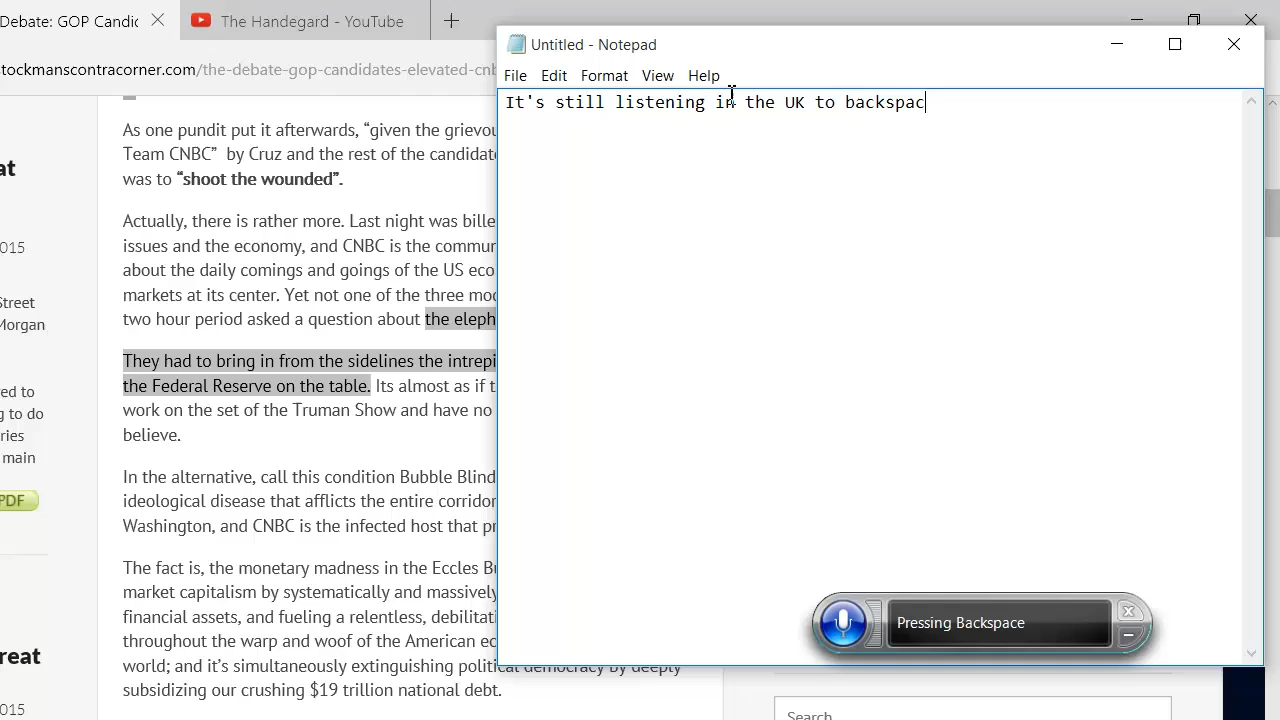 Debate: GOP Candic
The Handegard - YouTube
tockmanscontracorner.com/the-debate-gop-candidates-elevated-cnb
Untitled - Notepad
File Edit Format View Help
It's still listening in the UK to backspac
As one pundit put it afterwards, “given the grievou
Team CNBC” by Cruz and the rest of the candidate
was to “shoot the wounded”.
Actually, there is rather more. Last night was bille
issues and the economy, and CNBC is the commun
about the daily comings and goings of the US eco
markets at its center. Yet not one of the three mod
two hour period asked a question about the eleph
They had to bring in from the sidelines the intrepi
the Federal Reserve on the table. Its almost as if t
work on the set of the Truman Show and have no
believe.
In the alternative, call this condition Bubble Blind
ideological disease that afflicts the entire corridor
Washington, and CNBC is the infected host that pr
The fact is, the monetary madness in the Eccles Bu
market capitalism by systematically and massively
financial assets, and fueling a relentless, debilitati
throughout the warp and woof of the American ec
world; and it’s simultaneously extinguishing political democracy by deeply
subsidizing our crushing $19 trillion national debt.
at
015
Street
Morgan
ed to
g to do
ries
main
PDF
reat
015
Pressing Backspace
Search